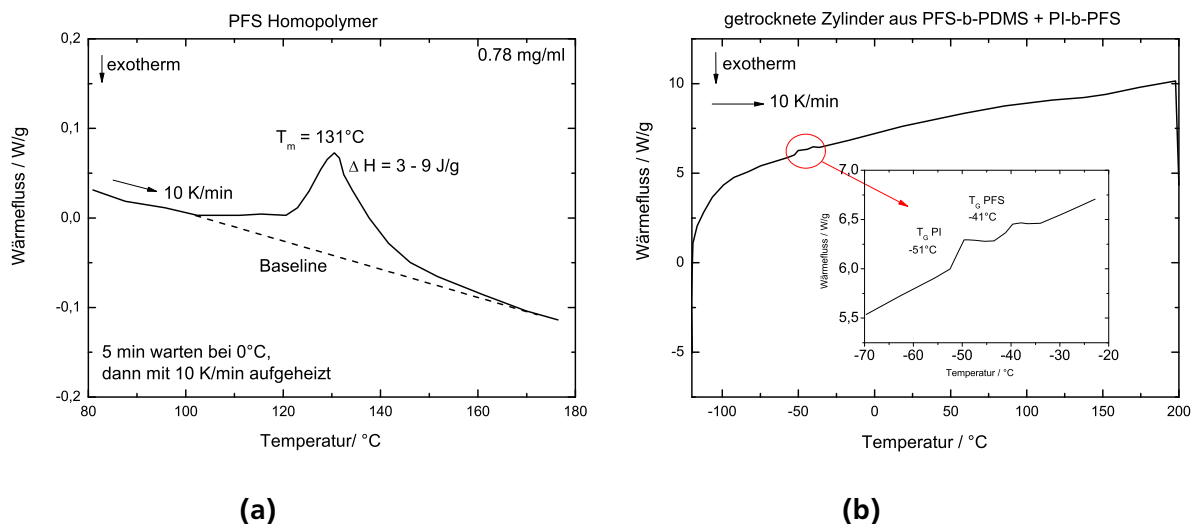 PFS Homopolymer
0,2
0,1
0,0
-0,1
-0,2
Wärmefluss / W/g
exotherm
0.78 mg/ml
T_m = 131°C
Δ H = 3 - 9 J/g
10 K/min
Baseline
5 min warten bei 0°C,
dann mit 10 K/min aufgeheizt
80 100 120 140 160 180
Temperatur/ °C
(a)
getrocknete Zylinder aus PFS-b-PDMS + PI-b-PFS
10
5
0
-5
Wärmefluss / W/g
exotherm
10 K/min
7,0
6,5
6,0
5,5
Wärmefluss / W/g
T_G PFS
-41°C
T_G PI
-51°C
-70 -60 -50 -40 -30 -20
Temperatur / °C
-100 -50 0 50 100 150 200
Temperatur / °C
(b)